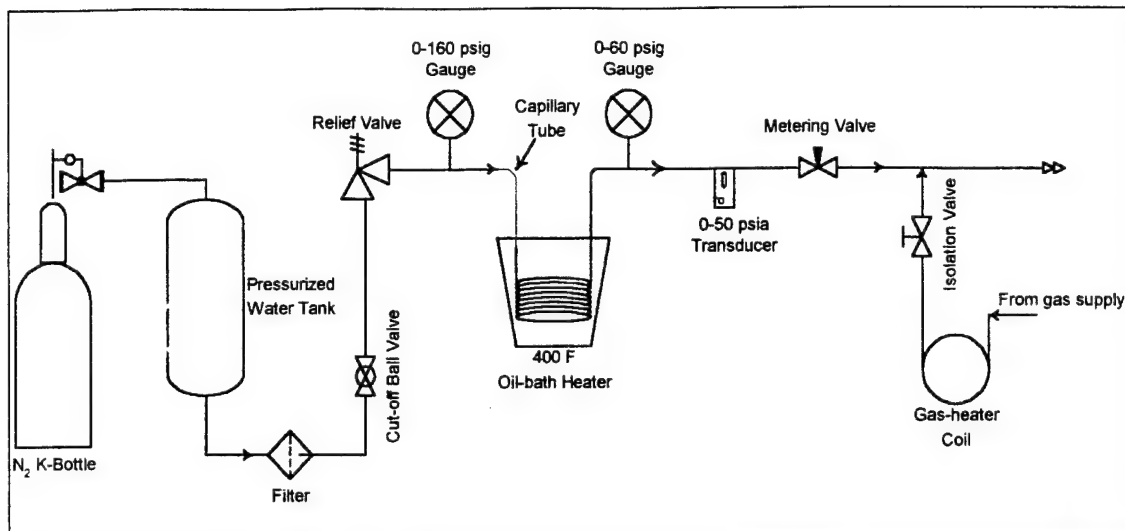 0-160 psig
Gauge
0-60 psig
Gauge
Relief Valve
Capillary
Tube
Metering Valve
0-50 psia
Transducer
Isolation Valve
Pressurized
Water Tank
From gas supply
400 F
Oil-bath Heater
Cut-off Ball Valve
Gas-heater
Coil
N2 K-Bottle
Filter